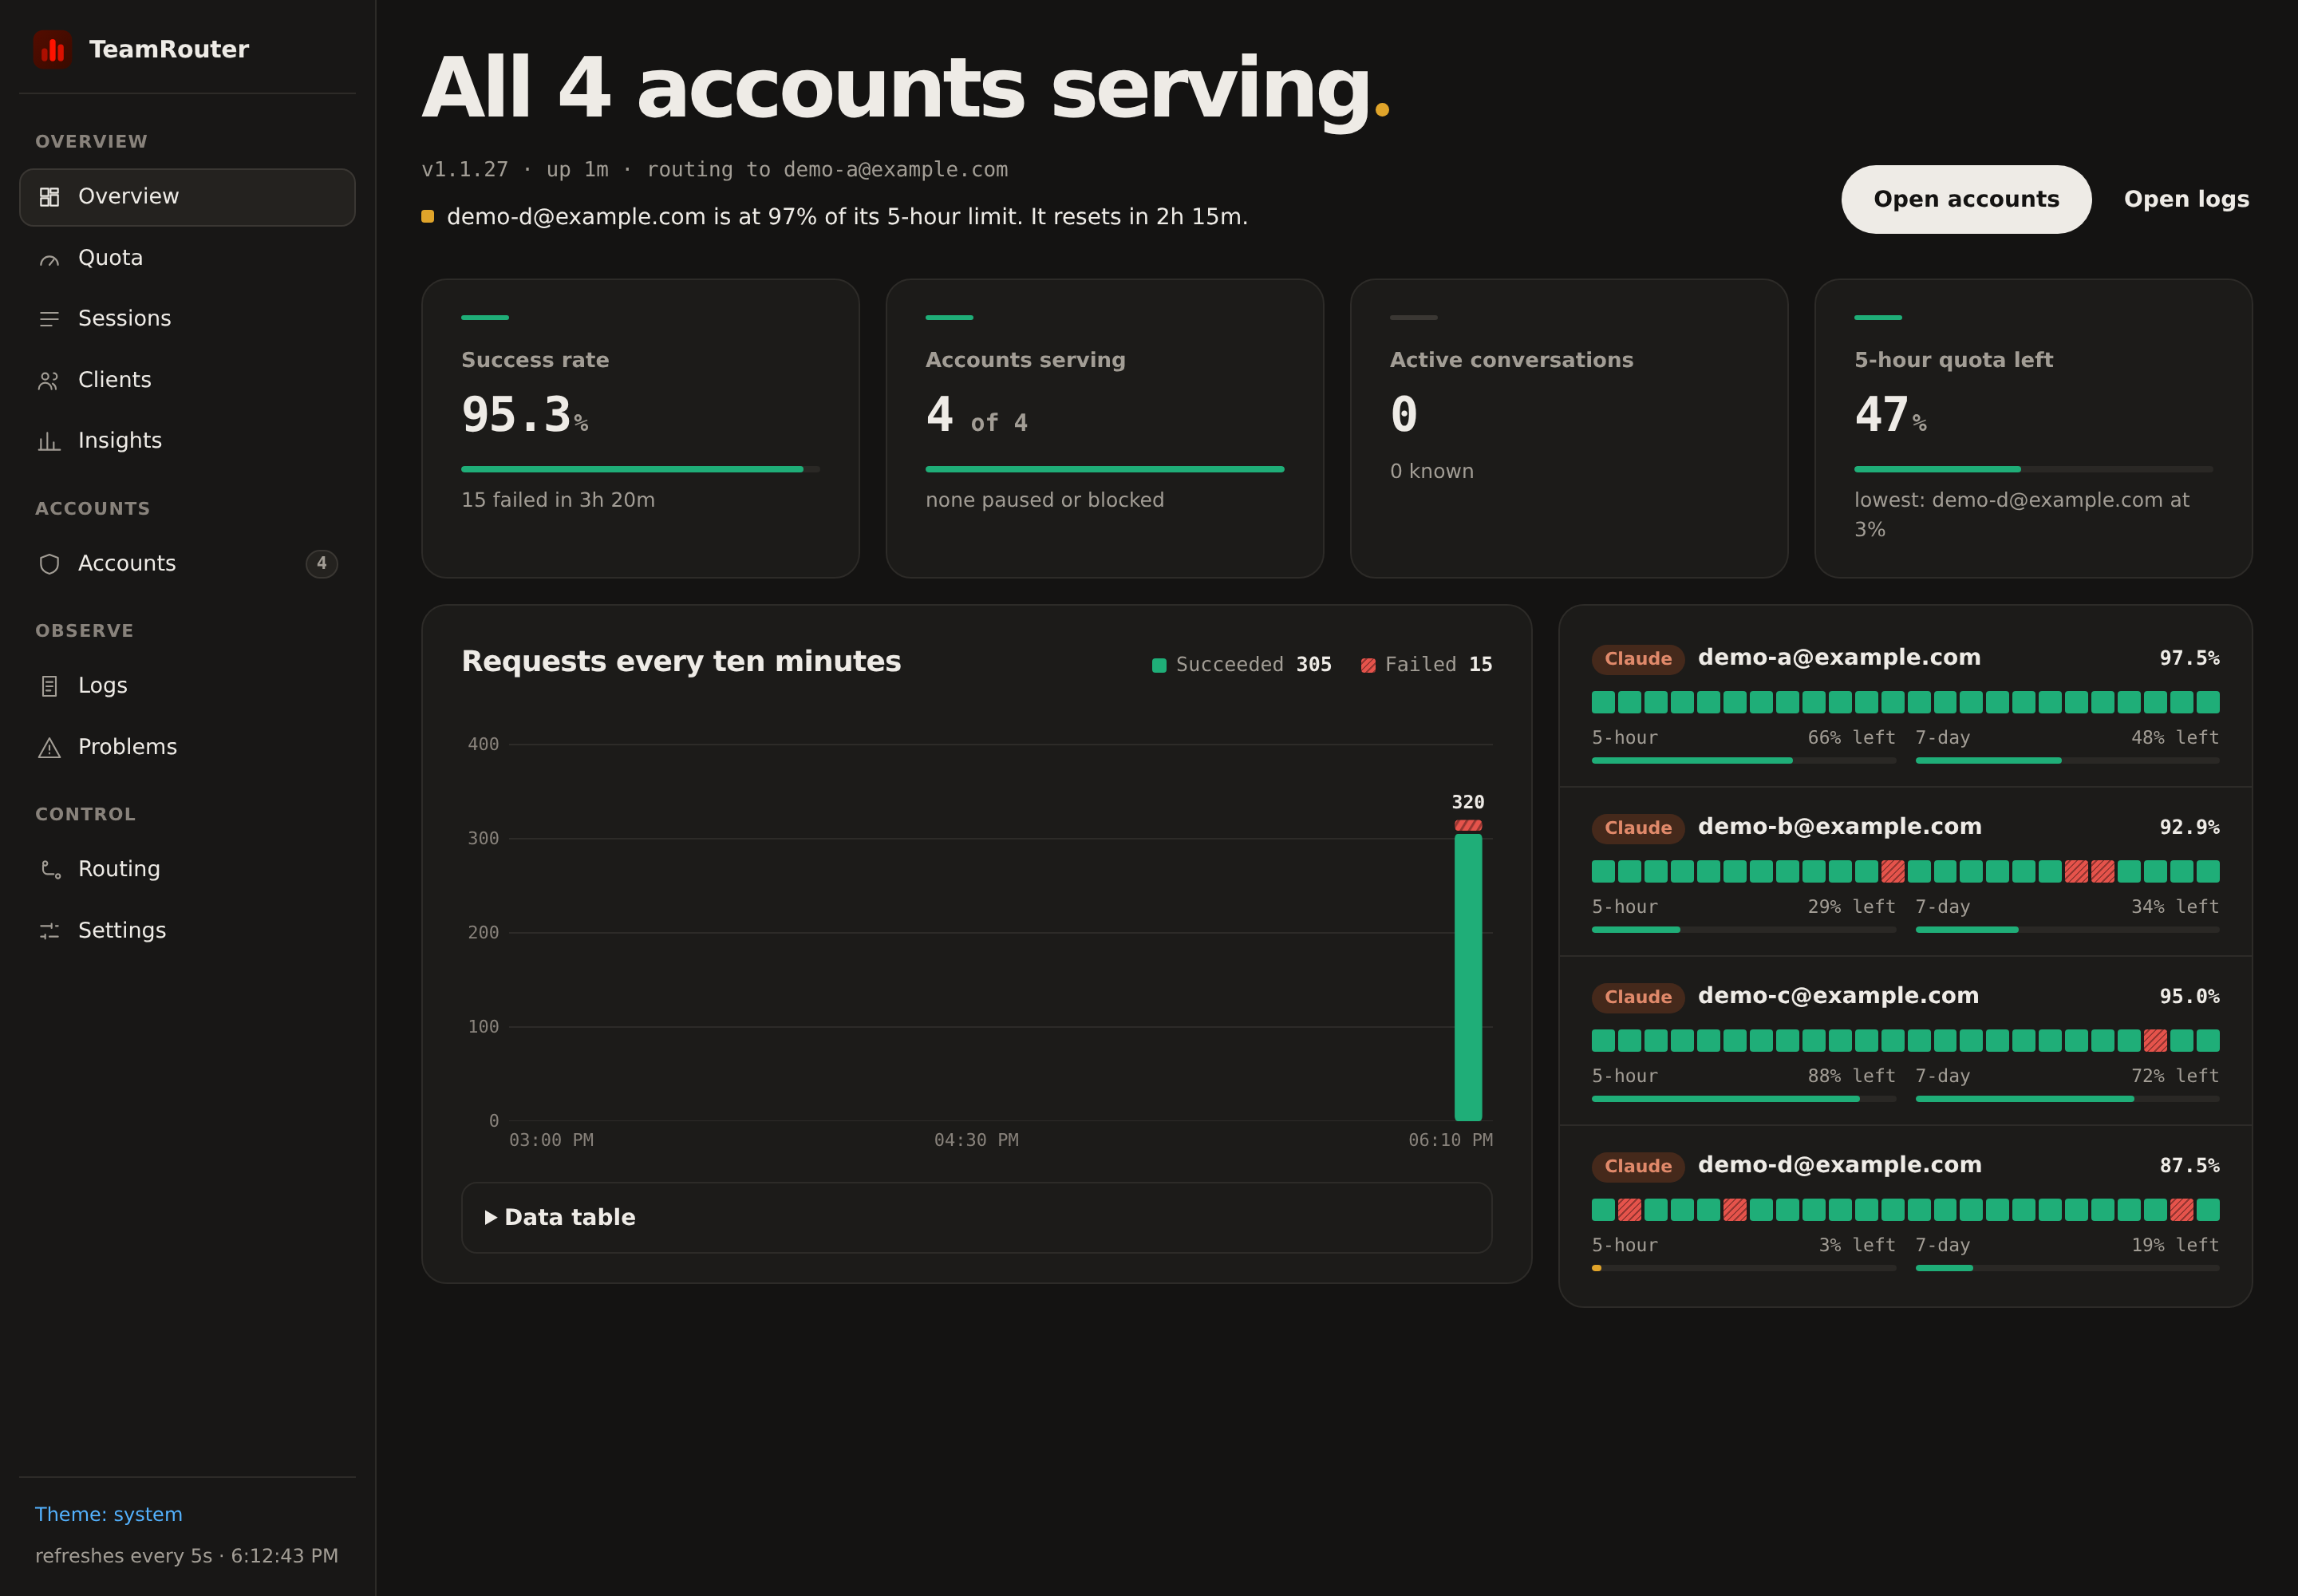 TeamRouter
OVERVIEW
Overview
Quota
Sessions
Clients
Insights
ACCOUNTS
Accounts 4
OBSERVE
Logs
Problems
CONTROL
Routing
Settings
Theme: system
refreshes every 5s · 6:12:43 PM
All 4 accounts serving.
v1.1.27 · up 1m · routing to demo-a@example.com
demo-d@example.com is at 97% of its 5-hour limit. It resets in 2h 15m.
Open accounts Open logs
Success rate
95.3%
15 failed in 3h 20m
Accounts serving
4 of 4
none paused or blocked
Active conversations
0
0 known
5-hour quota left
47%
lowest: demo-d@example.com at
3%
Requests every ten minutes
Succeeded 305 Failed 15
400
320
300
200
100
0
03:00 PM 04:30 PM 06:10 PM
Data table
Claude demo-a@example.com 97.5%
5-hour 66% left 7-day 48% left
Claude demo-b@example.com 92.9%
5-hour 29% left 7-day 34% left
Claude demo-c@example.com 95.0%
5-hour 88% left 7-day 72% left
Claude demo-d@example.com 87.5%
5-hour 3% left 7-day 19% left